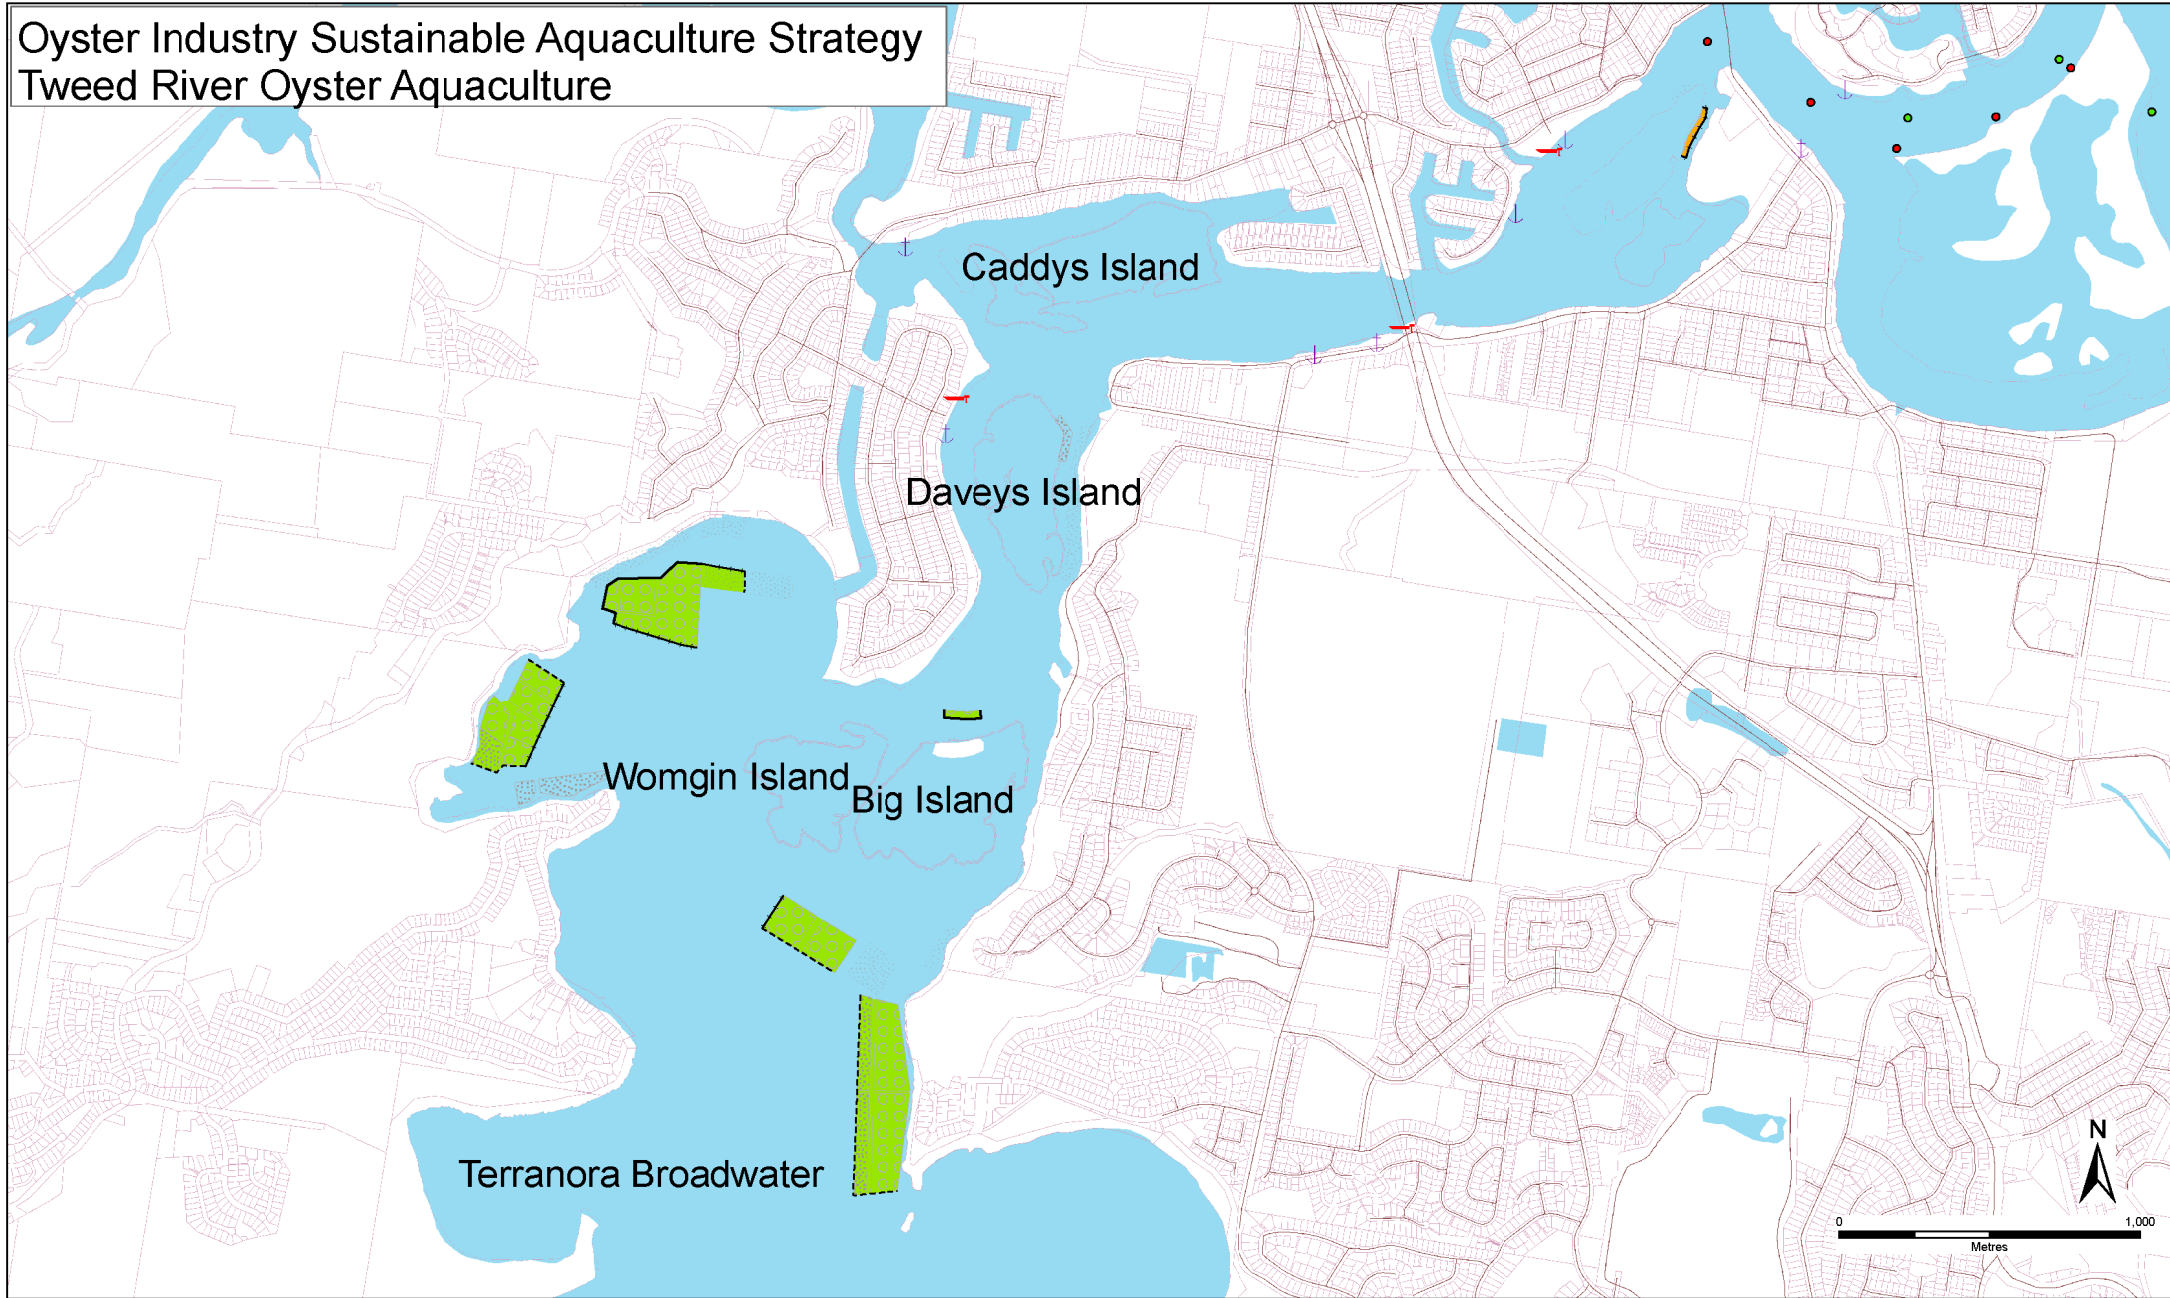 Oyster Industry Sustainable Aquaculture Strategy
Tweed River Oyster Aquaculture
Caddys Island
Daveys Island
Womgin Island
Big Island
Terranora Broadwater
N
0 1,000
Metres